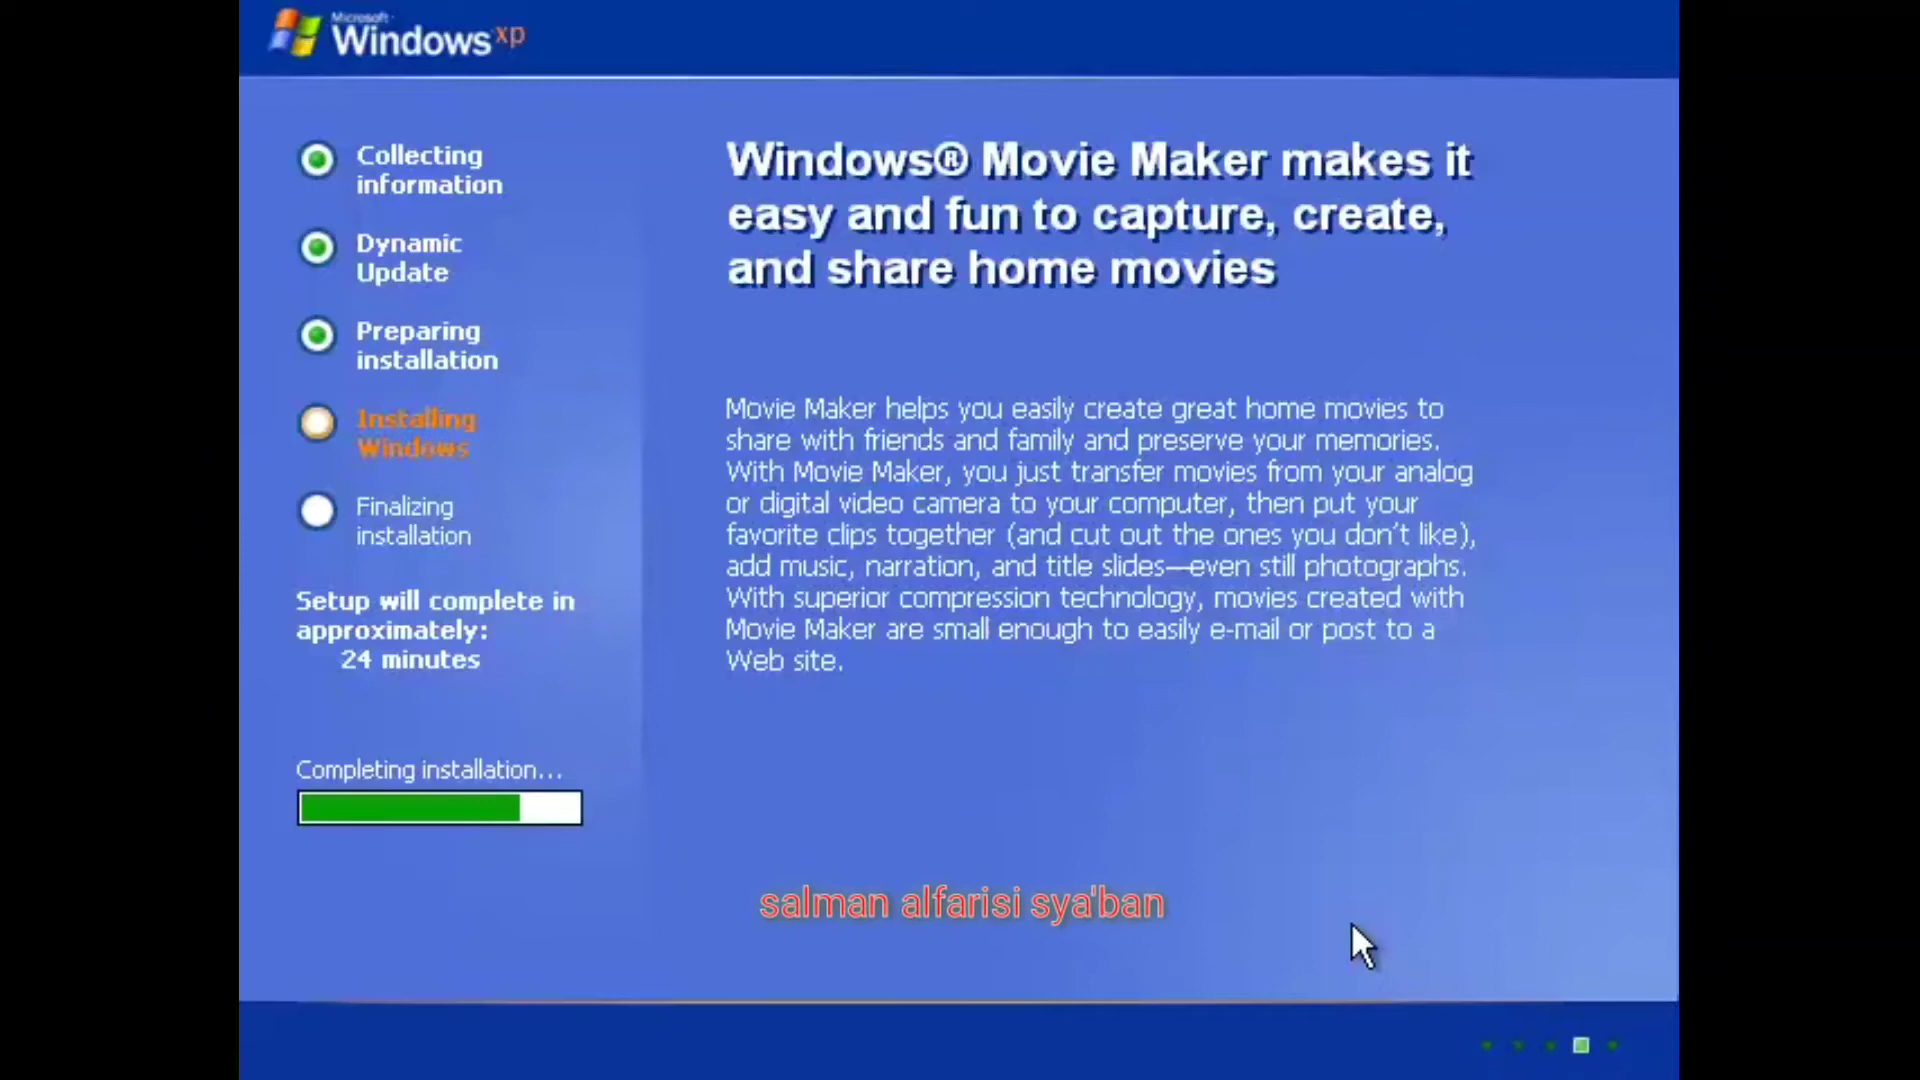 Microsoft
Windows xp
Collecting
information
Dynamic
Update
Preparing
installation
Installing
Windows
Finalizing
installation
Setup will complete in
approximately:
24 minutes
Completing installation...
Windows® Movie Maker makes it
easy and fun to capture, create,
and share home movies
Movie Maker helps you easily create great home movies to
share with friends and family and preserve your memories.
With Movie Maker, you just transfer movies from your analog
or digital video camera to your computer, then put your
favorite clips together (and cut out the ones you don't like),
add music, narration, and title slides—even still photographs.
With superior compression technology, movies created with
Movie Maker are small enough to easily e-mail or post to a
Web site.
salman alfarisi sya'ban